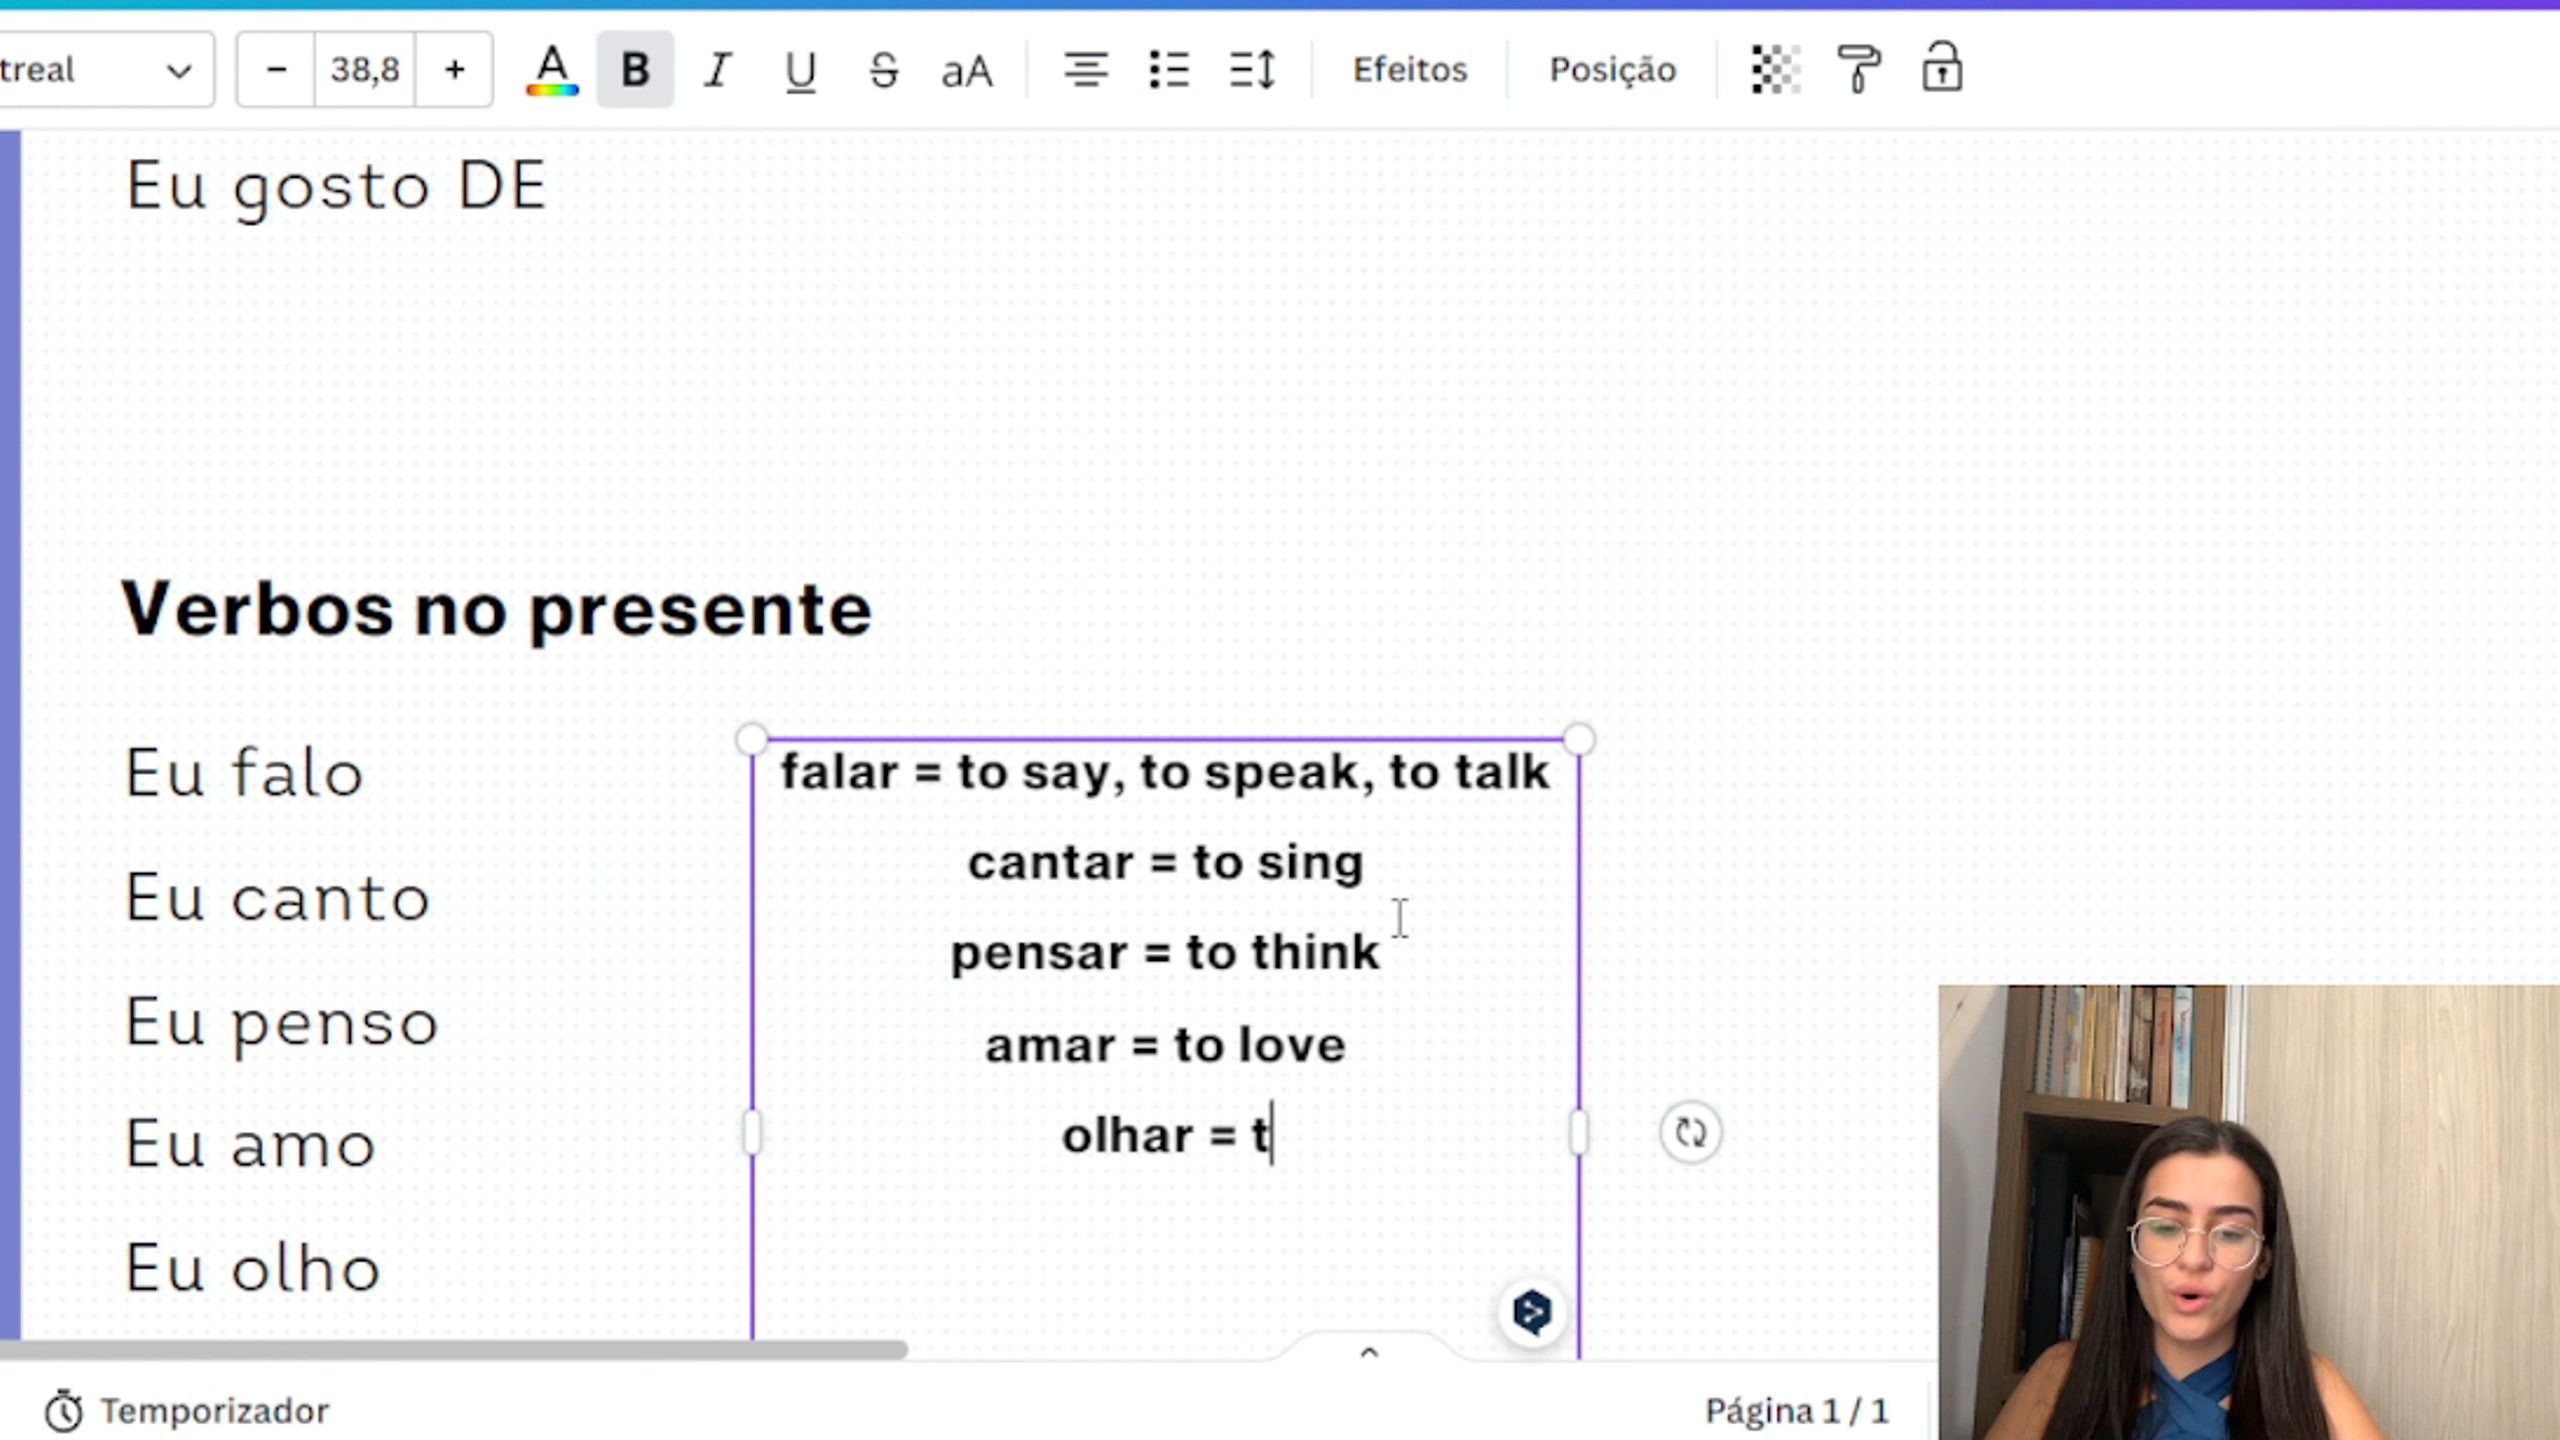 treal
38,8
A
B
I
U
S
aA
Efeitos
Posição
Eu gosto DE
Verbos no presente
Eu falo
Eu canto
Eu penso
Eu amo
Eu olho
falar = to say, to speak, to talk
cantar = to sing
pensar = to think
amar = to love
olhar = t
Temporizador
Página 1 / 1